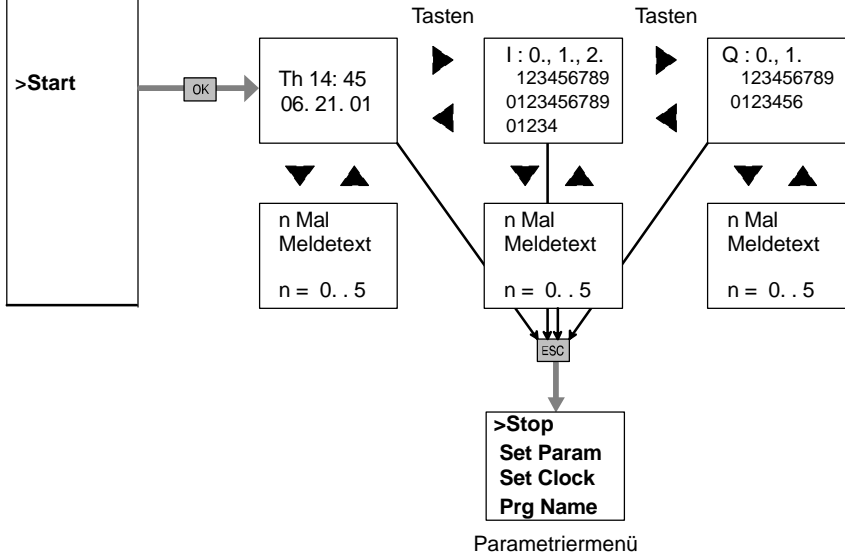 Tasten
Tasten
>Start
OK
Th 14: 45
06. 21. 01
I : 0., 1., 2.
123456789
0123456789
01234
Q : 0., 1.
123456789
0123456
n Mal
Meldetext
n = 0. . 5
n Mal
Meldetext
n = 0. . 5
n Mal
Meldetext
n = 0. . 5
ESC
>Stop
Set Param
Set Clock
Prg Name
Parametriermenü